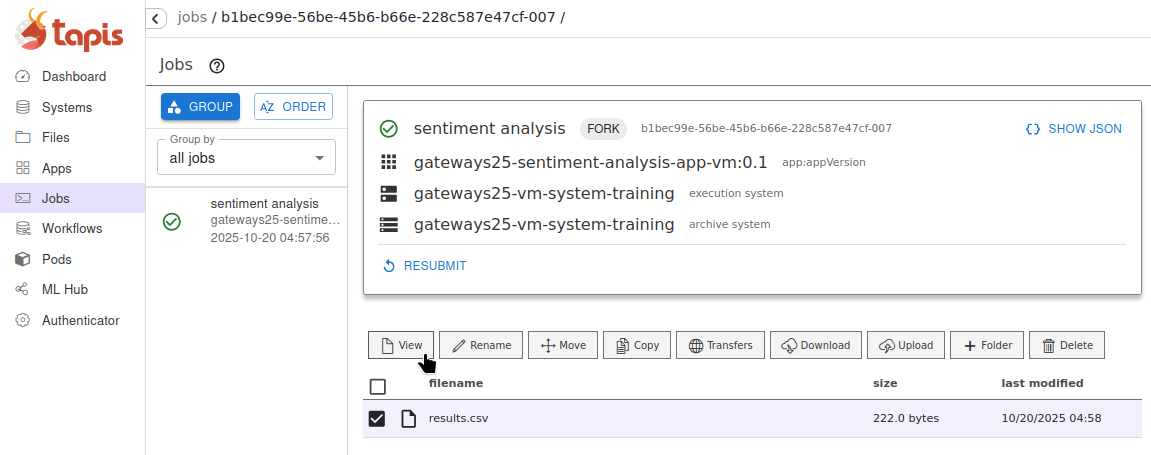 tapis
jobs / b1bec99e-56be-45b6-b66e-228c587e47cf-007 /
Jobs
Dashboard
Systems
Files
Apps
Jobs
Workflows
Pods
ML Hub
Authenticator
GROUP
ORDER
Group by
all jobs
sentiment analysis
gateways25-sentime...
2025-10-20 04:57:56
sentiment analysis FORK b1bec99e-56be-45b6-b66e-228c587e47cf-007 SHOW JSON
gateways25-sentiment-analysis-app-vm:0.1 app:appVersion
gateways25-vm-system-training execution system
gateways25-vm-system-training archive system
RESUBMIT
View Rename Move Copy Transfers Download Upload + Folder Delete
filename size last modified
results.csv 222.0 bytes 10/20/2025 04:58